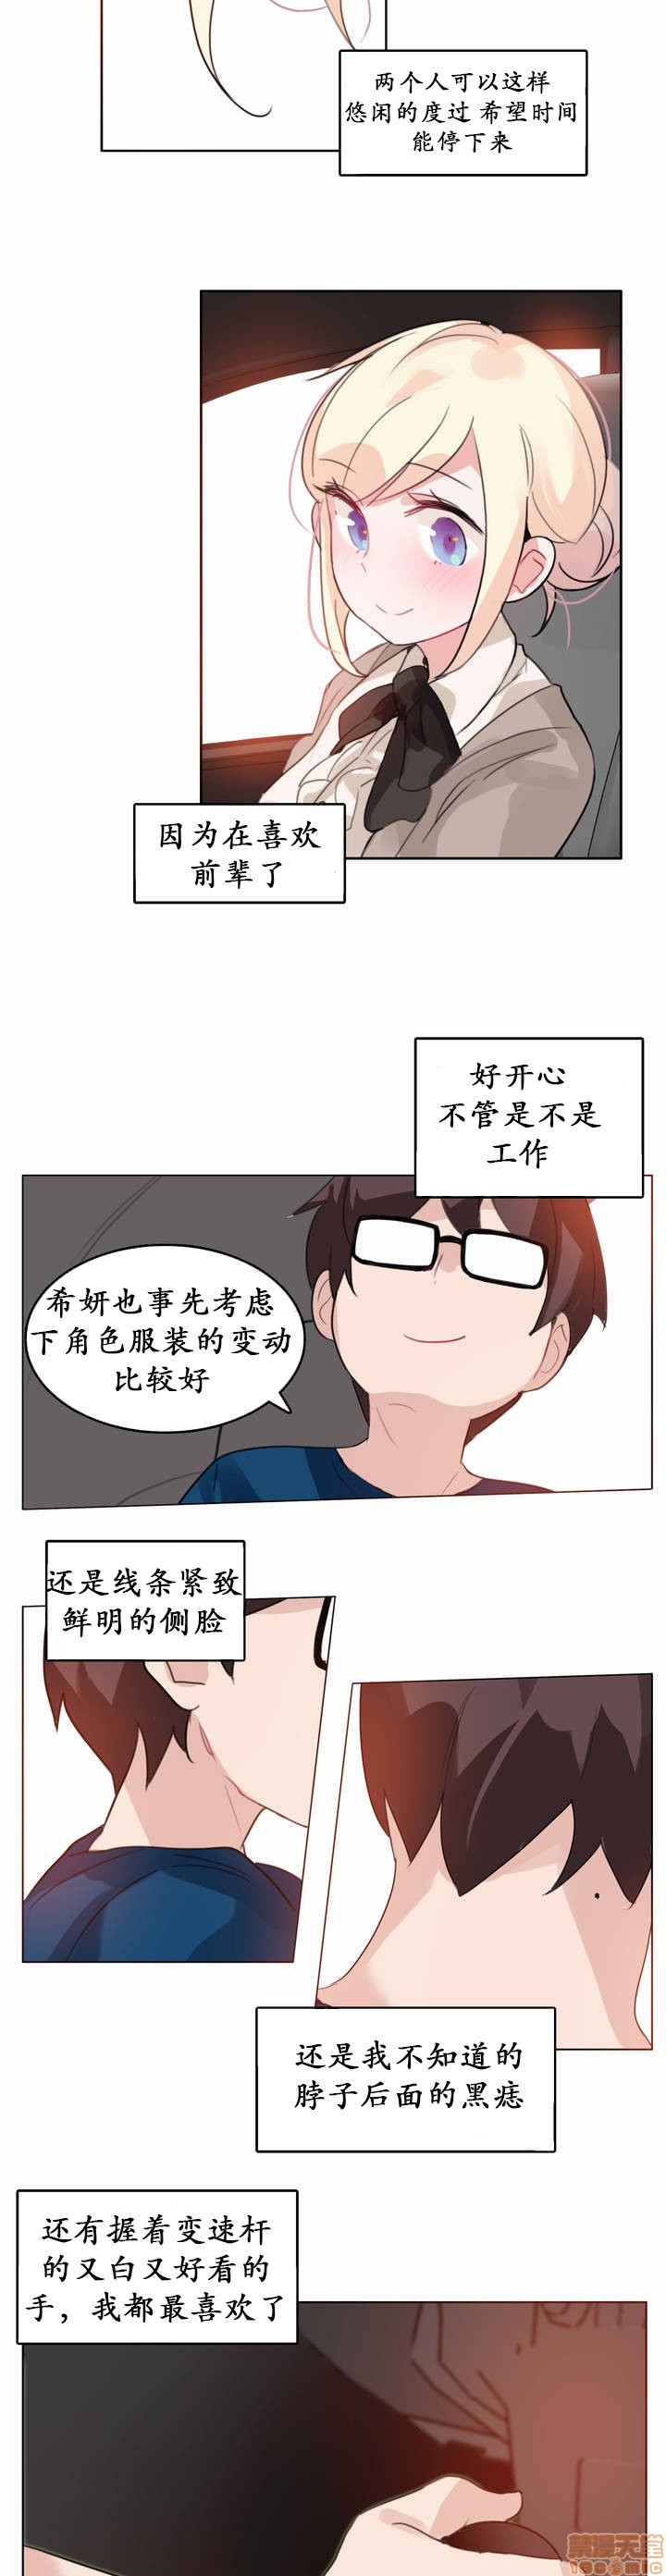 两个人可以这样
悠闲的度过 希望时间
能停下来
因为在喜欢
前辈了
好开心
不管是不是
工作
希妍也事先考虑
下角色服装的变动
比较好
还是线条紧致
鲜明的侧脸
还是我不知道的
脖子后面的黑痣
还有握着变速杆
的又白又好看的
手，我都最喜欢了
禁漫天堂